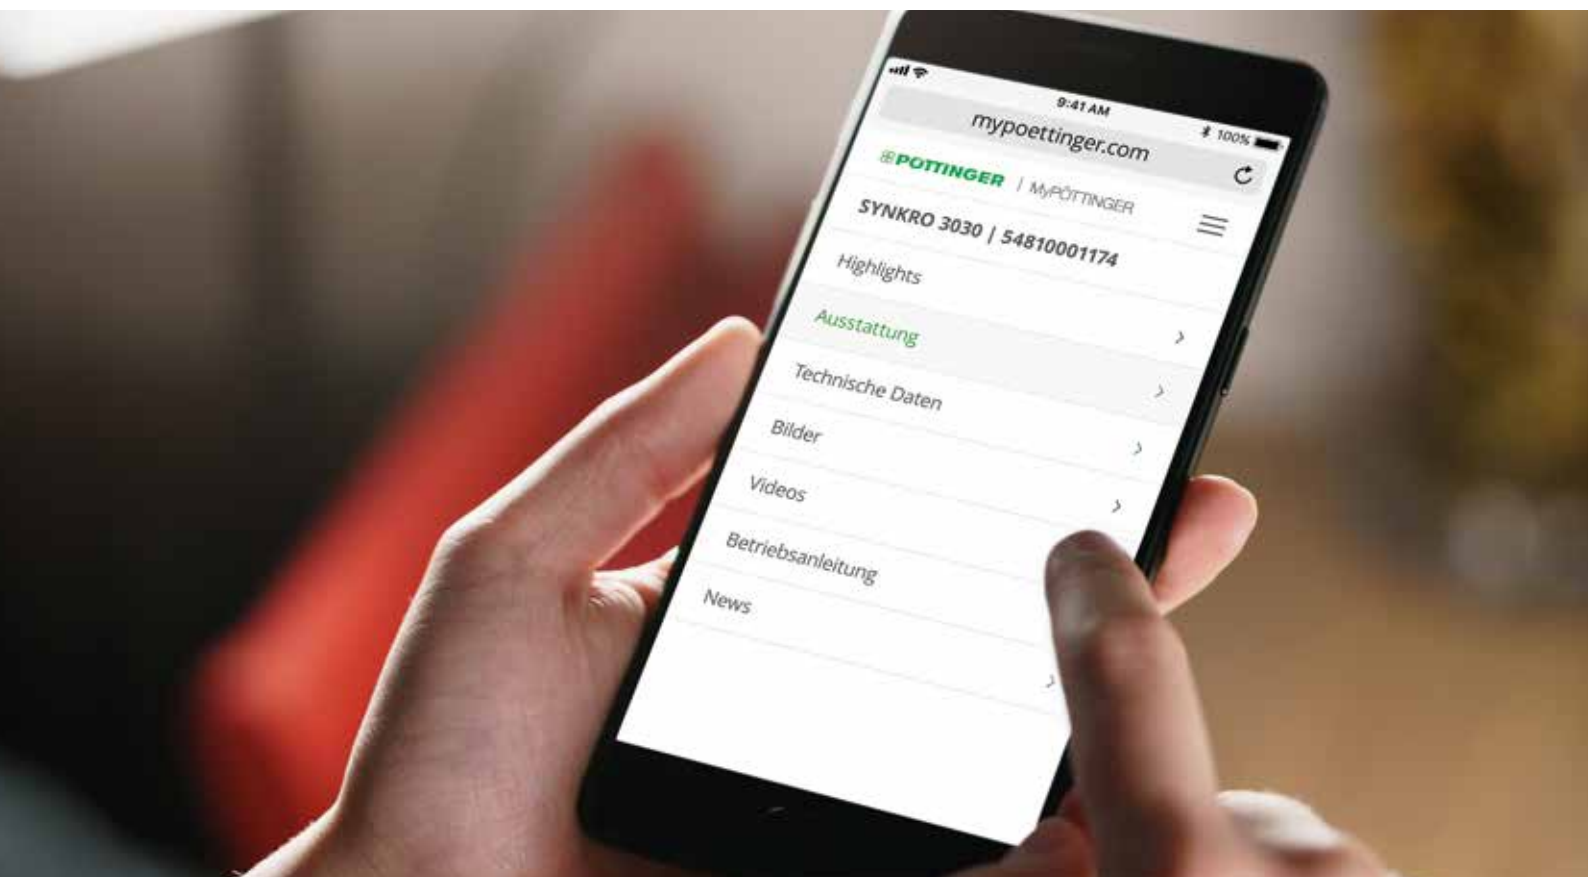 9:41 AM
100%
mypoettinger.com
PÖTTINGER | MyPÖTTINGER
SYNKRO 3030 | 54810001174
Highlights
Ausstattung
Technische Daten
Bilder
Videos
Betriebsanleitung
News